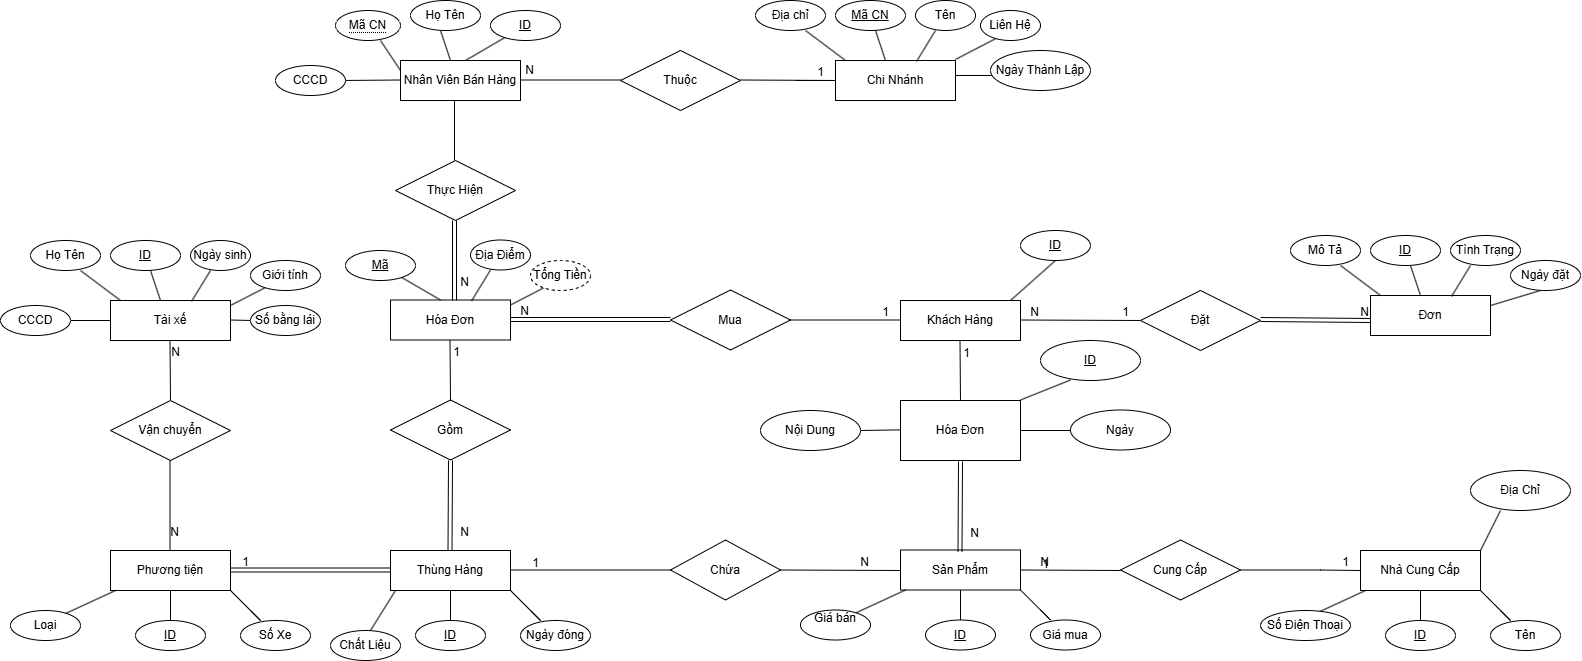 Mã CN
Họ Tên
ID
Địa chỉ
Mã CN
Tên
Liên Hệ
CCCD
Nhân Viên Bán Hàng
N
Thuộc
1
Chi Nhánh
Ngày Thành Lập
Thực Hiện
Họ Tên
ID
Ngày sinh
Giới tính
Mã
Địa Điểm
Tổng Tiền
N
ID
Mô Tả
ID
Tình Trạng
Ngày đặt
CCCD
Tài xế
Số bằng lái
Hóa Đơn
N
Mua
1
Khách Hàng
N
1
Đặt
N
Đơn
N
1
1
ID
Vận chuyển
Gồm
Nội Dung
Hóa Đơn
Ngày
Địa Chỉ
N
N
N
Phương tiện
1
Thùng Hàng
1
Chứa
N
Sản Phẩm
N
1
Cung Cấp
1
Nhà Cung Cấp
Loại
ID
Số Xe
Chất Liệu
ID
Ngày đóng
Giá bán
ID
Giá mua
Số Điện Thoại
ID
Tên